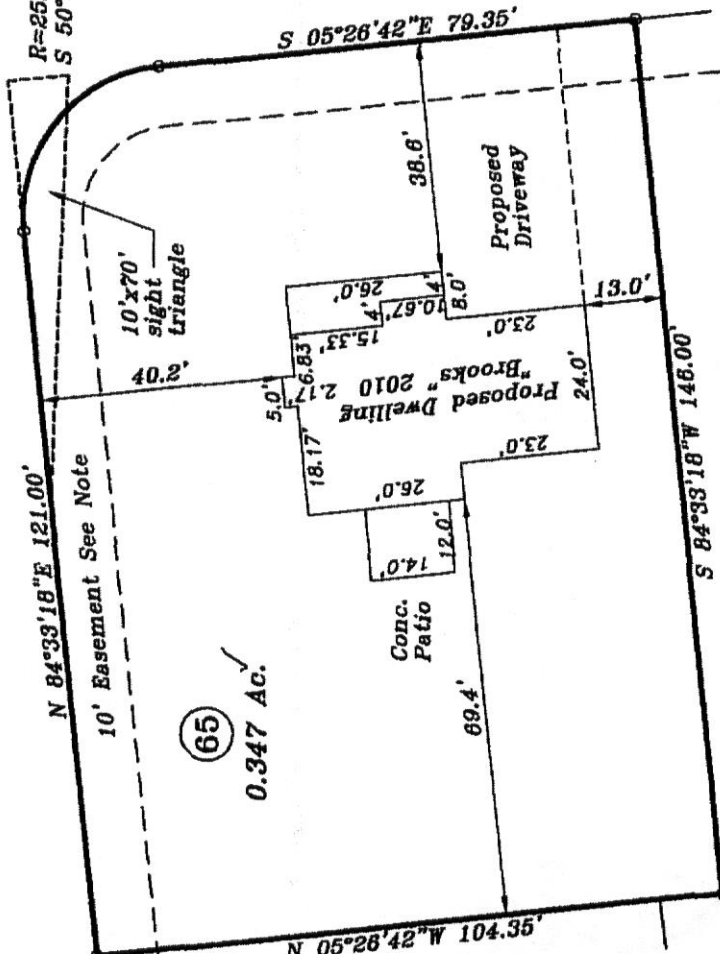 R=25
S 50°
S 05°26'42"E 79.35'
N 84°33'18"E 121.00'
10' Easement See Note
10'x70'
sight
triangle
40.2'
38.6'
Proposed
Driveway
5.0'
2.17'
6.83'
26.0'
15.33'
4'
10.67'
4'
8.0'
18.17'
Proposed Dwelling
"Brooks" 2010
23.0'
13.0'
24.0'
23.0'
26.0'
14.0'
12.0'
Conc.
Patio
65
0.347 Ac.
69.4'
N 05°26'42"W 104.35'
S 84°33'18"W 146.00'